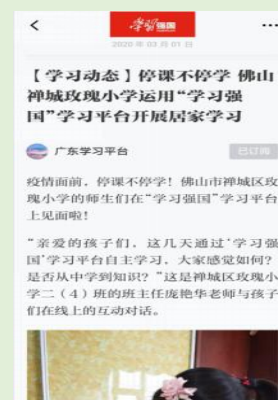 学习强国
2020年03月01日
【学习动态】停课不停学 佛山
禅城玫瑰小学运用“学习强
国”学习平台开展居家学习
广东学习平台
已订阅
疫情面前，停课不停学！佛山市禅城区玫
瑰小学的师生们在“学习强国”学习平台
上见面啦！
“亲爱的孩子们，这几天通过‘学习强
国’学习平台自主学习，大家感觉如何？
是否从中学到知识？”这是禅城区玫瑰小
学二（4）班的班主任庞艳华老师与孩子
们在线上的互动对话。